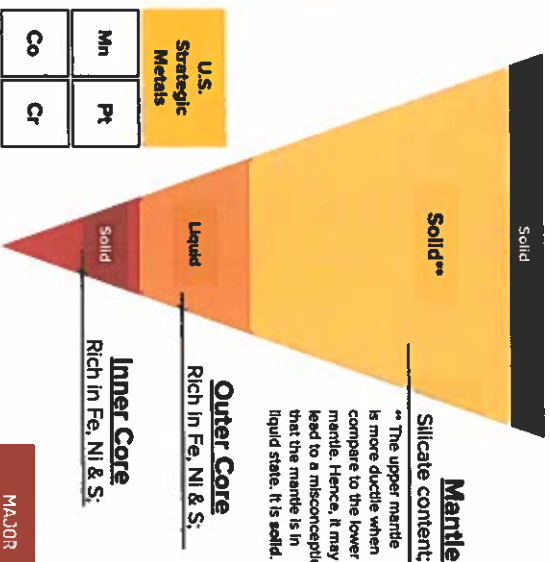 Solid
Solid**
Liquid
Solid
Mantle
Silicate content;
** The upper mantle
is more ductile when
compare to the lower
mantle. Hence, it may
lead to a misconcepti
that the mantle is in
liquid state. It is solid.
Outer Core
Rich in Fe, Ni & S;
Inner Core
Rich in Fe, Ni & S;
U.S.
Strategic
Metals
Mn
Pt
Co
Cr
MAJOR